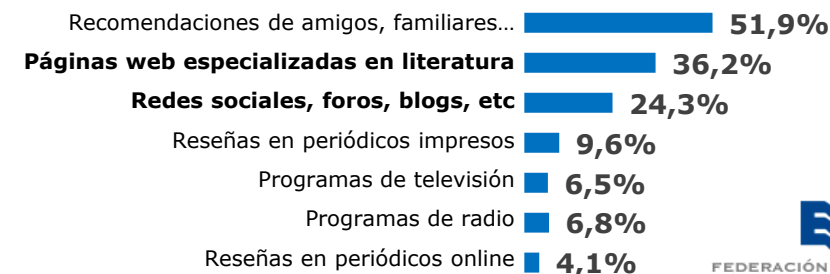 Recomendaciones de amigos, familiares… 51,9%
Páginas web especializadas en literatura 36,2%
Redes sociales, foros, blogs, etc 24,3%
Reseñas en periódicos impresos 9,6%
Programas de televisión 6,5%
Programas de radio 6,8%
Reseñas en periódicos online 4,1%
FEDERACIÓN